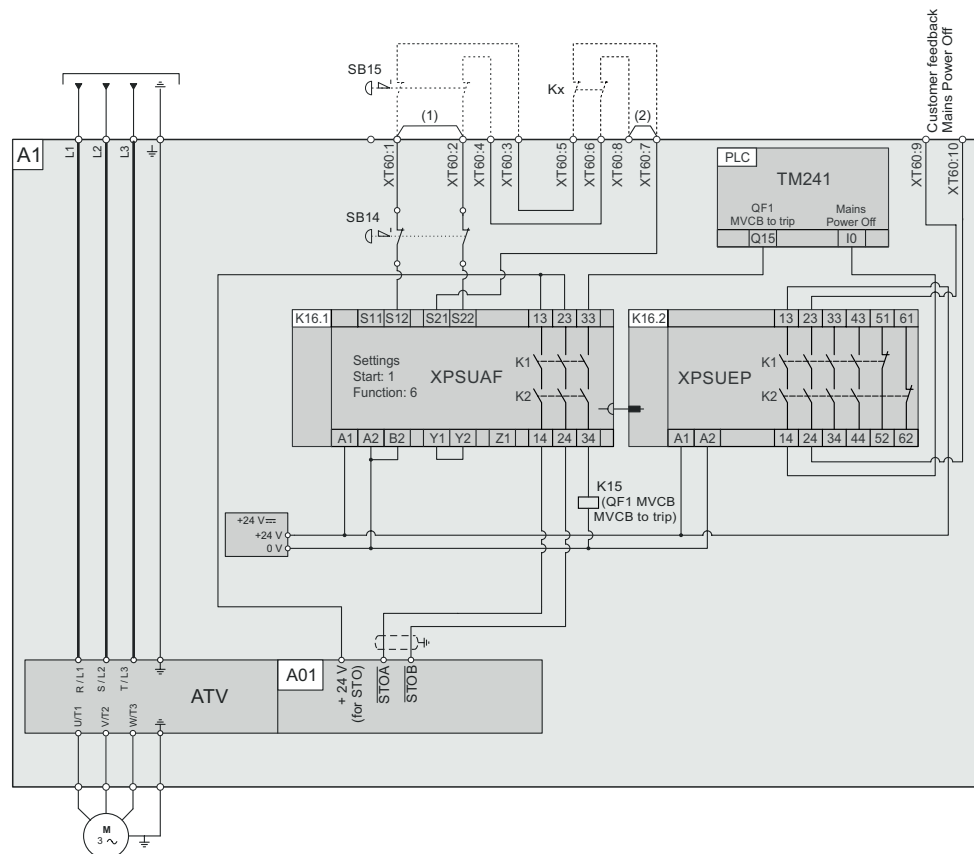 Customer feedback
Mains Power Off
SB15
Kx
(1)
(2)
A1
L1
L2
L3
XT60:1
XT60:2
XT60:4
XT60:3
XT60:5
XT60:6
XT60:8
XT60:7
XT60:9
XT60:10
PLC
TM241
QF1
MVCB to trip
Mains
Power Off
Q15
I0
SB14
K16.1
S11 S12 S21 S22 13 23 33
Settings
Start: 1
Function: 6
XPSUAF
K1
K2
A1 A2 B2 Y1 Y2 Z1 14 24 34
K16.2
13 23 33 43 51 61
XPSUEP
K1
K2
A1 A2 14 24 34 44 52 62
K15
(QF1 MVCB
MVCB to trip)
+24 V
+24 V
0 V
R / L1
S / L2
T / L3
ATV
U/T1
V/T2
W/T3
A01
+ 24 V
(for STO)
STOA
STOB
M
3 ~